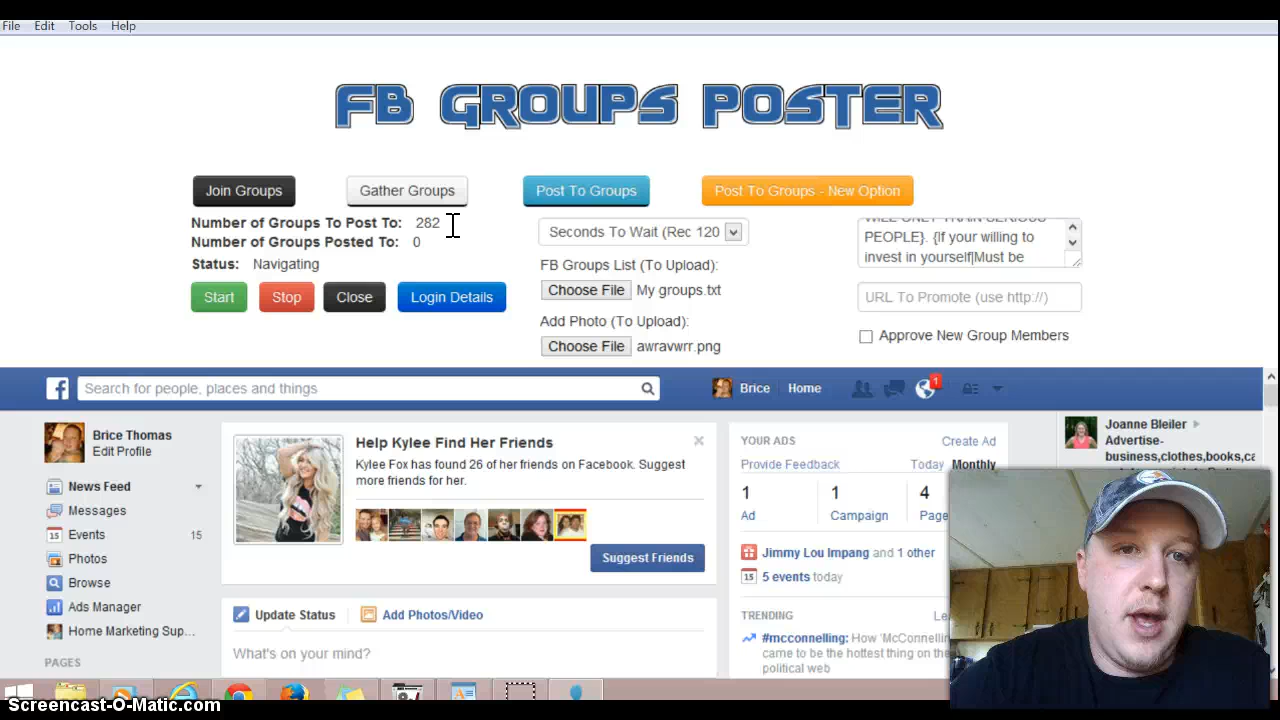 File Edit Tools Help
FB GROUPS POSTER
Join Groups Gather Groups Post To Groups Post To Groups - New Option
Number of Groups To Post To: 282
Number of Groups Posted To: 0
Status: Navigating
Start Stop Close Login Details
Seconds To Wait (Rec 120
FB Groups List (To Upload):
Choose File My groups.txt
Add Photo (To Upload):
Choose File awravwrr.png
WILL ONLY TRAIN SERIOUS
PEOPLE}. {If your willing to
invest in yourself|Must be
URL To Promote (use http://)
Approve New Group Members
f Search for people, places and things Brice Home 1
Brice Thomas
Edit Profile
News Feed
Messages
Events 15
Photos
Browse
Ads Manager
Home Marketing Sup...
PAGES
Help Kylee Find Her Friends
Kylee Fox has found 26 of her friends on Facebook. Suggest
more friends for her.
Suggest Friends
Update Status Add Photos/Video
What's on your mind?
YOUR ADS Create Ad
Provide Feedback Today Monthly
1 1 4
Ad Campaign Page
Jimmy Lou Impang and 1 other
15 5 events today
TRENDING
#mcconnelling: How 'McConnellin
came to be the hottest thing on the
political web
Joanne Bleiler
Advertise-
business,clothes,books,ca
Screencast-O-Matic.com